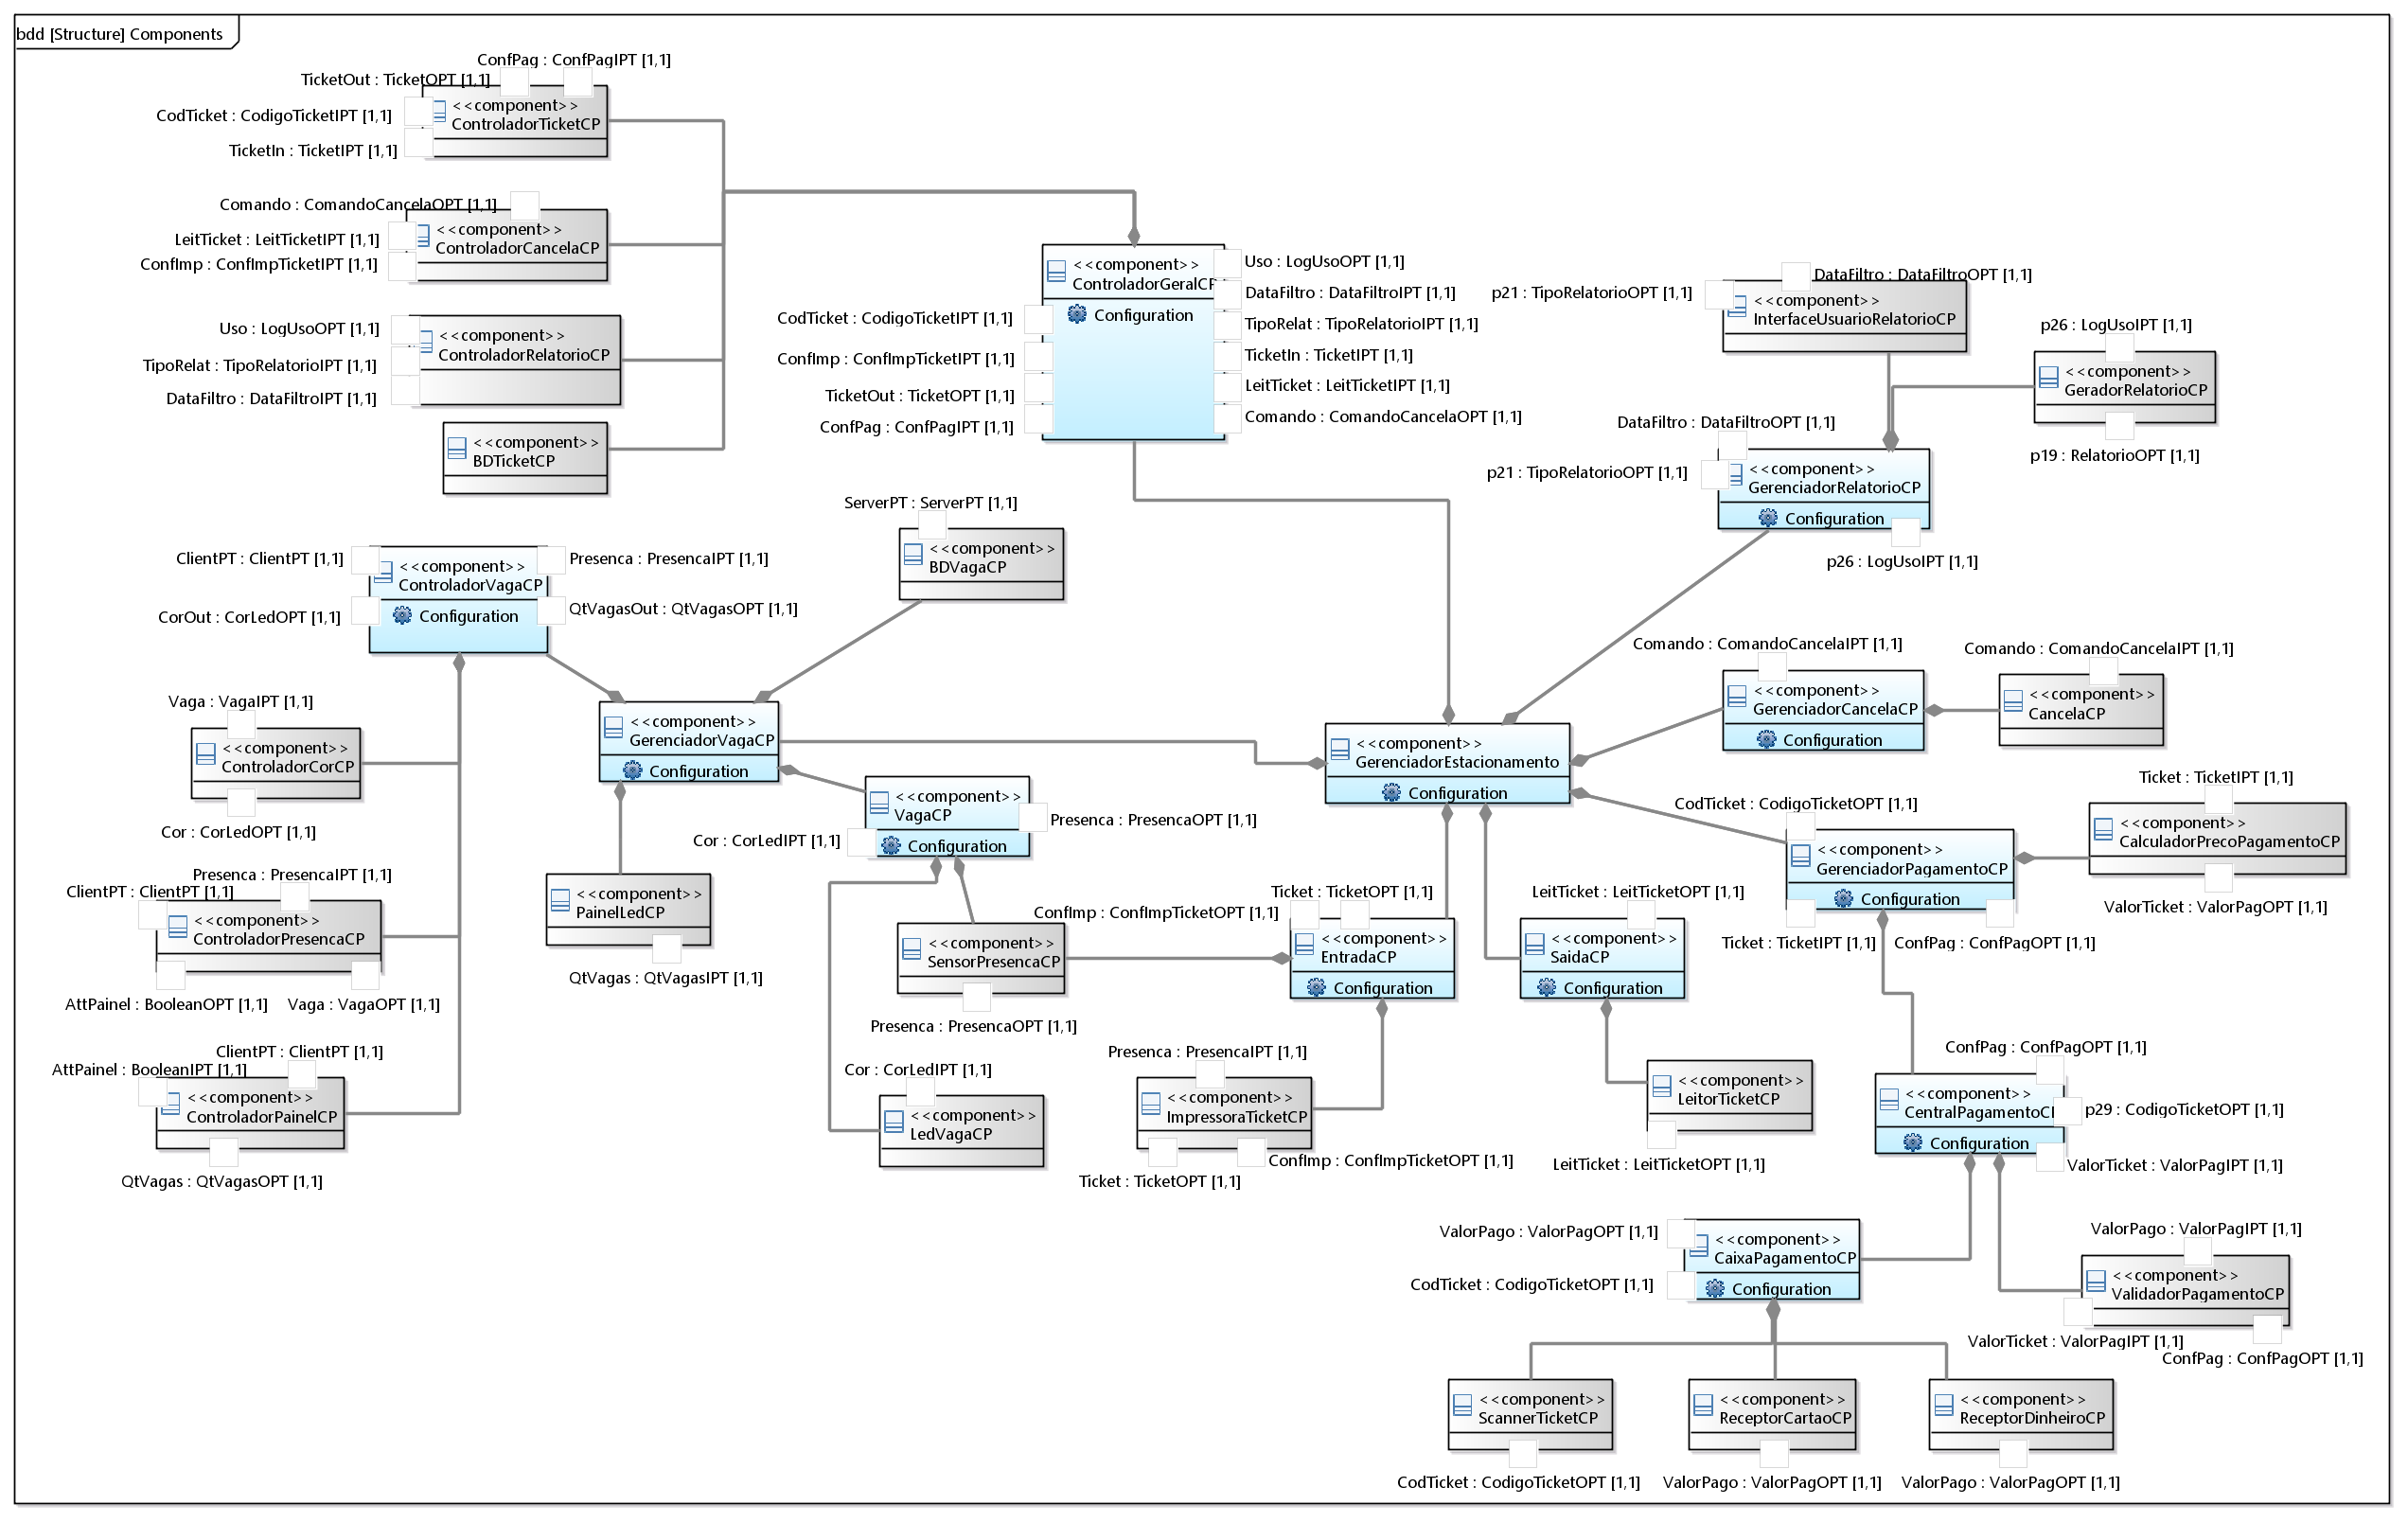 bdd [Structure] Components
ConfPag : ConfPagIPT [1,1]
TicketOut : TicketOPT [1,1]
CodTicket : CodigoTicketIPT [1,1]
TicketIn : TicketIPT [1,1]
<<component>>
ControladorTicketCP
Comando : ComandoCancelaOPT [1,1]
LeitTicket : LeitTicketIPT [1,1]
ConfImp : ConfImpTicketIPT [1,1]
<<component>>
ControladorCancelaCP
Uso : LogUsoOPT [1,1]
TipoRelat : TipoRelatorioIPT [1,1]
DataFiltro : DataFiltroIPT [1,1]
<<component>>
ControladorRelatorioCP
<<component>>
BDTicketCP
<<component>>
ControladorGeralCP
Configuration
CodTicket : CodigoTicketIPT [1,1]
ConfImp : ConfImpTicketIPT [1,1]
TicketOut : TicketOPT [1,1]
ConfPag : ConfPagIPT [1,1]
Uso : LogUsoOPT [1,1]
DataFiltro : DataFiltroIPT [1,1]
TipoRelat : TipoRelatorioIPT [1,1]
TicketIn : TicketIPT [1,1]
LeitTicket : LeitTicketIPT [1,1]
Comando : ComandoCancelaOPT [1,1]
DataFiltro : DataFiltroOPT [1,1]
p21 : TipoRelatorioOPT [1,1]
<<component>>
InterfaceUsuarioRelatorioCP
p26 : LogUsoIPT [1,1]
<<component>>
GeradorRelatorioCP
p19 : RelatorioOPT [1,1]
DataFiltro : DataFiltroOPT [1,1]
p21 : TipoRelatorioOPT [1,1]
<<component>>
GerenciadorRelatorioCP
Configuration
p26 : LogUsoIPT [1,1]
ServerPT : ServerPT [1,1]
<<component>>
BDVagaCP
ClientPT : ClientPT [1,1]
Presenca : PresencaIPT [1,1]
<<component>>
ControladorVagaCP
Configuration
CorOut : CorLedOPT [1,1]
QtVagasOut : QtVagasOPT [1,1]
Vaga : VagaIPT [1,1]
<<component>>
ControladorCorCP
Cor : CorLedOPT [1,1]
Presenca : PresencaIPT [1,1]
ClientPT : ClientPT [1,1]
<<component>>
ControladorPresencaCP
AttPainel : BooleanOPT [1,1]
Vaga : VagaOPT [1,1]
ClientPT : ClientPT [1,1]
AttPainel : BooleanIPT [1,1]
<<component>>
ControladorPainelCP
QtVagas : QtVagasOPT [1,1]
<<component>>
GerenciadorVagaCP
Configuration
<<component>>
PainelLedCP
QtVagas : QtVagasIPT [1,1]
<<component>>
VagaCP
Configuration
Cor : CorLedIPT [1,1]
Presenca : PresencaOPT [1,1]
<<component>>
SensorPresencaCP
Presenca : PresencaOPT [1,1]
Cor : CorLedIPT [1,1]
<<component>>
LedVagaCP
<<component>>
GerenciadorEstacionamento
Configuration
Ticket : TicketOPT [1,1]
ConfImp : ConfImpTicketOPT [1,1]
<<component>>
EntradaCP
Configuration
Presenca : PresencaIPT [1,1]
<<component>>
ImpressoraTicketCP
ConfImp : ConfImpTicketOPT [1,1]
Ticket : TicketOPT [1,1]
LeitTicket : LeitTicketOPT [1,1]
<<component>>
SaidaCP
Configuration
<<component>>
LeitorTicketCP
LeitTicket : LeitTicketOPT [1,1]
Comando : ComandoCancelaIPT [1,1]
<<component>>
GerenciadorCancelaCP
Configuration
Comando : ComandoCancelaIPT [1,1]
<<component>>
CancelaCP
CodTicket : CodigoTicketOPT [1,1]
<<component>>
GerenciadorPagamentoCP
Configuration
Ticket : TicketIPT [1,1]
ConfPag : ConfPagOPT [1,1]
Ticket : TicketIPT [1,1]
<<component>>
CalculadorPrecoPagamentoCP
ValorTicket : ValorPagOPT [1,1]
ConfPag : ConfPagOPT [1,1]
<<component>>
CentralPagamentoCP
Configuration
p29 : CodigoTicketOPT [1,1]
ValorTicket : ValorPagIPT [1,1]
ValorPago : ValorPagOPT [1,1]
<<component>>
CaixaPagamentoCP
Configuration
CodTicket : CodigoTicketOPT [1,1]
ValorPago : ValorPagIPT [1,1]
<<component>>
ValidadorPagamentoCP
ValorTicket : ValorPagIPT [1,1]
ConfPag : ConfPagOPT [1,1]
<<component>>
ScannerTicketCP
CodTicket : CodigoTicketOPT [1,1]
<<component>>
ReceptorCartaoCP
ValorPago : ValorPagOPT [1,1]
<<component>>
ReceptorDinheiroCP
ValorPago : ValorPagOPT [1,1]